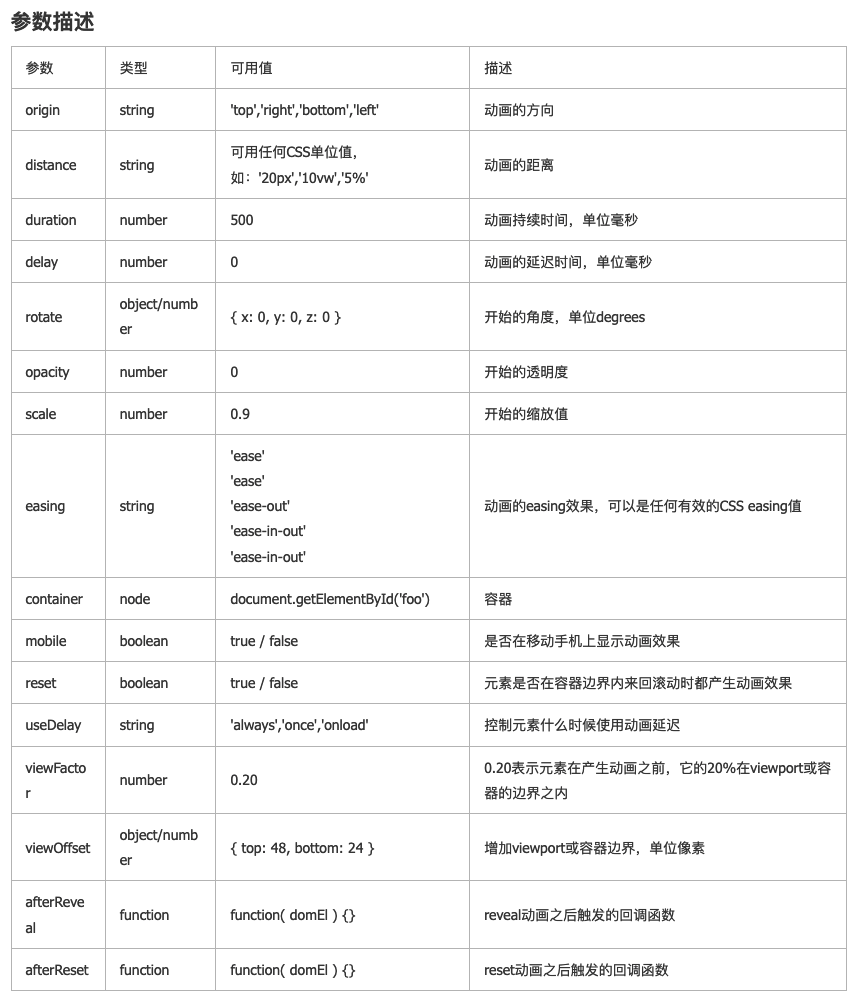 参数描述
参数 类型 可用值 描述
origin string 'top','right','bottom','left' 动画的方向
distance string 可用任何CSS单位值， 动画的距离
如：'20px','10vw','5%'
duration number 500 动画持续时间，单位毫秒
delay number 0 动画的延迟时间，单位毫秒
rotate object/numb { x: 0, y: 0, z: 0 } 开始的角度，单位degrees
er
opacity number 0 开始的透明度
scale number 0.9 开始的缩放值
easing string 'ease' 动画的easing效果，可以是任何有效的CSS easing值
'ease'
'ease-out'
'ease-in-out'
'ease-in-out'
container node document.getElementById('foo') 容器
mobile boolean true / false 是否在移动手机上显示动画效果
reset boolean true / false 元素是否在容器边界内来回滚动时都产生动画效果
useDelay string 'always','once','onload' 控制元素什么时候使用动画延迟
viewFacto number 0.20 0.20表示元素在产生动画之前，它的20%在viewport或容
r 器的边界之内
viewOffset object/numb { top: 48, bottom: 24 } 增加viewport或容器边界，单位像素
er
afterReve function function( domEl ) {} reveal动画之后触发的回调函数
al
afterReset function function( domEl ) {} reset动画之后触发的回调函数